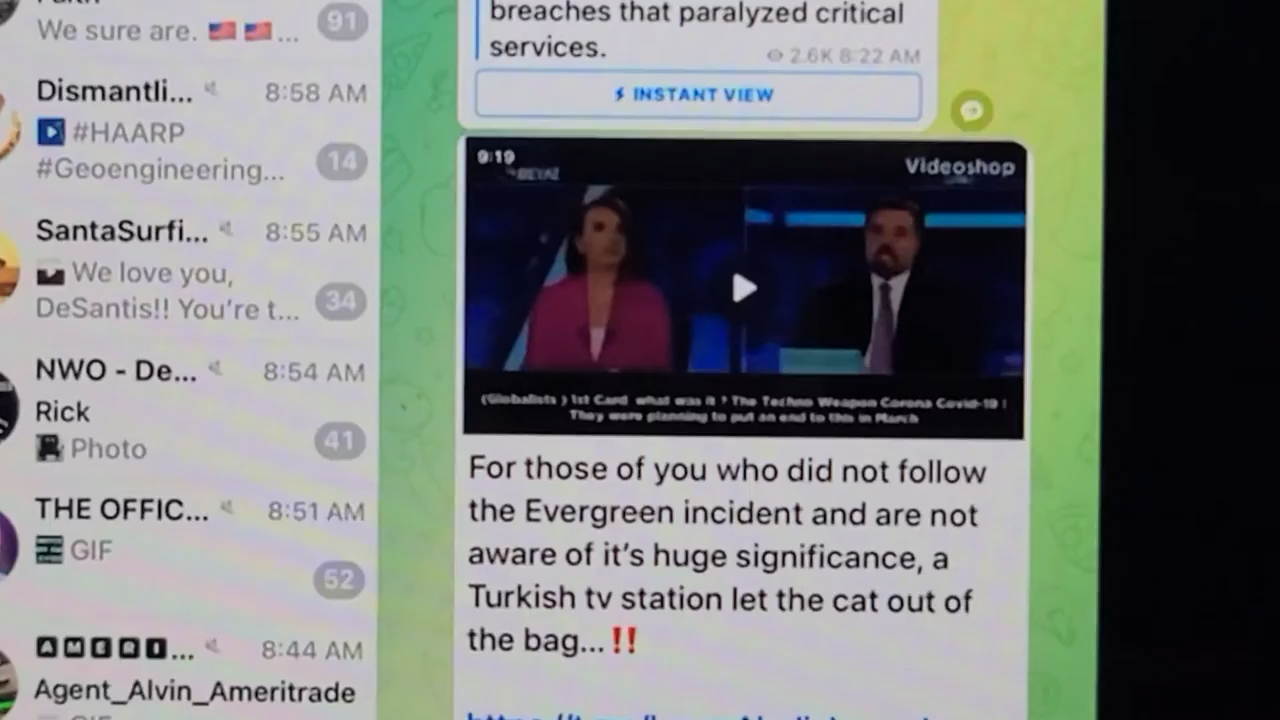 We sure are. 🇺🇸 🇺🇸 ...
91
Dismantli...
8:58 AM
#HAARP
#Geoengineering...
14
SantaSurfi...
8:55 AM
We love you,
DeSantis!! You're t...
34
NWO - De...
8:54 AM
Rick
Photo
41
THE OFFIC...
8:51 AM
GIF
52
AMERI...
8:44 AM
Agent_Alvin_Ameritrade
breaches that paralyzed critical
services.
2.6K 8:22 AM
INSTANT VIEW
9:19
Videoshop
(Globalists ) 1st Card what was it ? The Techno Weapon Corona Covid-19 !
They were planning to put an end to this in March
For those of you who did not follow
the Evergreen incident and are not
aware of it's huge significance, a
Turkish tv station let the cat out of
the bag...‼️